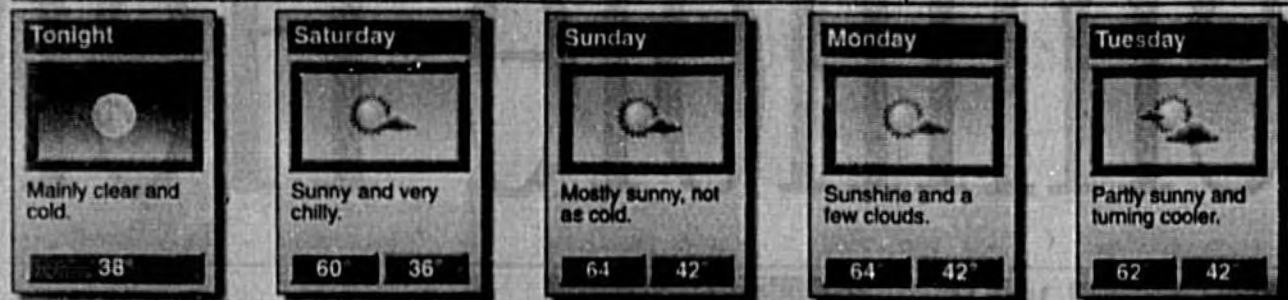 Tonight
Mainly clear and
cold.
38°
Saturday
Sunny and very
chilly.
60° 36°
Sunday
Mostly sunny, not
as cold.
64 42°
Monday
Sunshine and a
few clouds.
64° 42°
Tuesday
Partly sunny and
turning cooler.
62° 42°